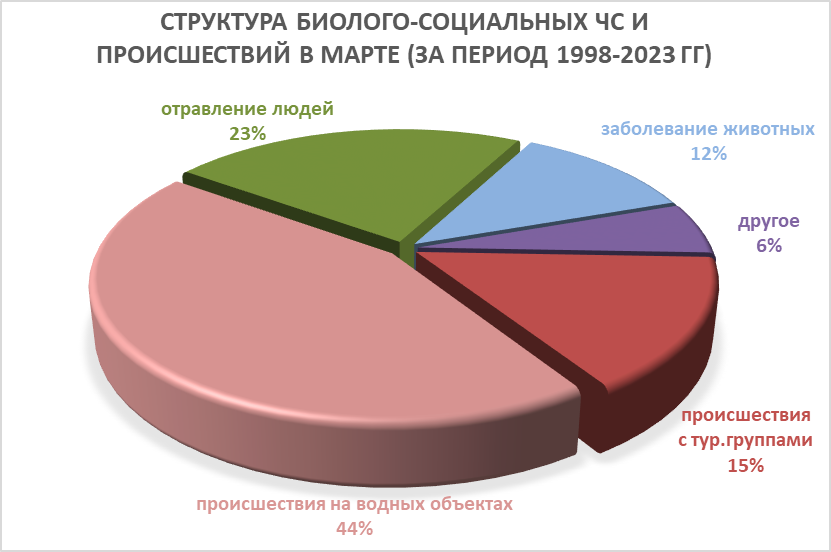 СТРУКТУРА БИОЛОГО-СОЦИАЛЬНЫХ ЧС И
ПРОИСШЕСТВИЙ В МАРТЕ (ЗА ПЕРИОД 1998-2023 ГГ)
отравление людей
23%
заболевание животных
12%
другое
6%
происшествия
с тур.группами
15%
происшествия на водных объектах
44%